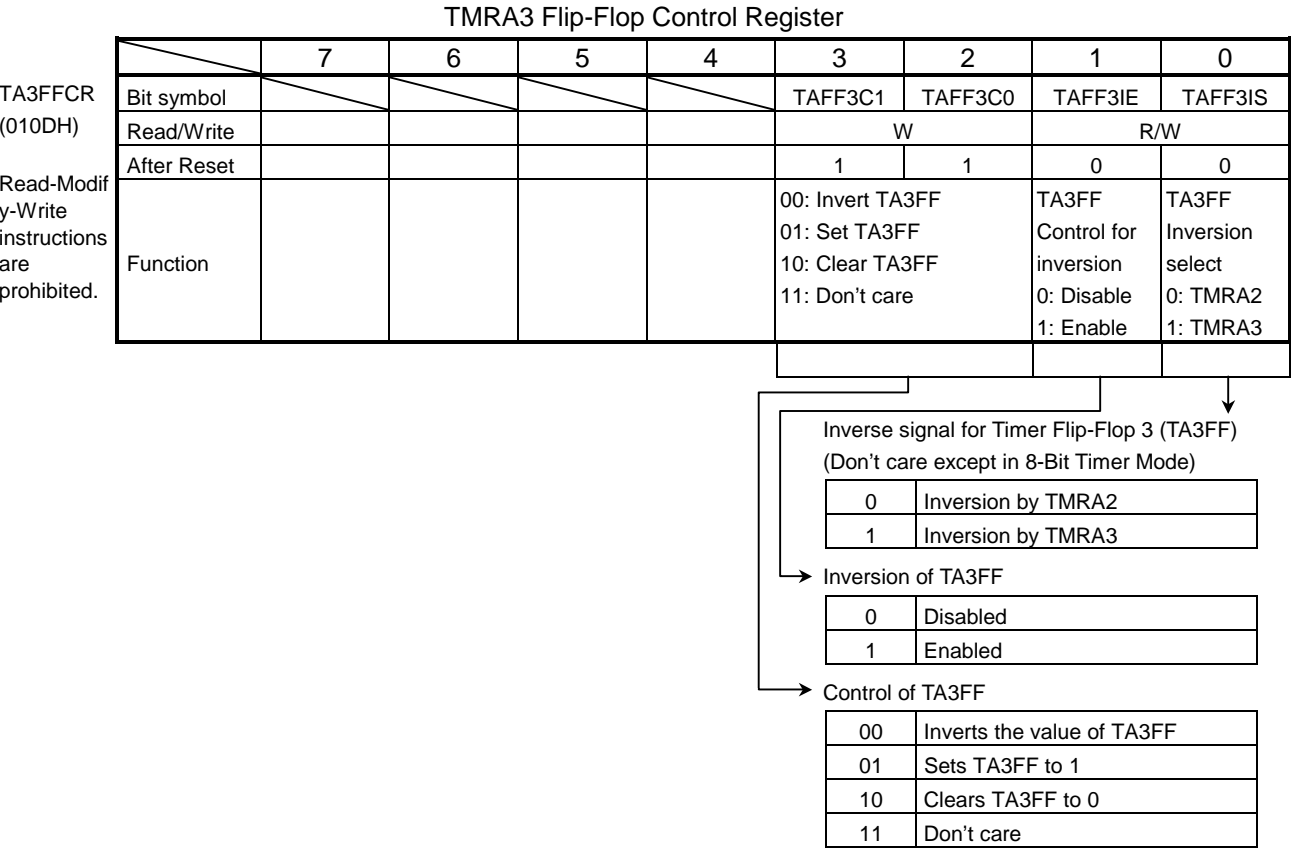 TMRA3 Flip-Flop Control Register
7 6 5 4 3 2 1 0
TA3FFCR
(010DH)
Bit symbol TAFF3C1 TAFF3C0 TAFF3IE TAFF3IS
Read/Write W R/W
After Reset 1 1 0 0
Read-Modif
y-Write
instructions
are
prohibited.
Function
00: Invert TA3FF
01: Set TA3FF
10: Clear TA3FF
11: Don't care
TA3FF
Control for
inversion
0: Disable
1: Enable
TA3FF
Inversion
select
0: TMRA2
1: TMRA3
Inverse signal for Timer Flip-Flop 3 (TA3FF)
(Don't care except in 8-Bit Timer Mode)
0 Inversion by TMRA2
1 Inversion by TMRA3
Inversion of TA3FF
0 Disabled
1 Enabled
Control of TA3FF
00 Inverts the value of TA3FF
01 Sets TA3FF to 1
10 Clears TA3FF to 0
11 Don't care